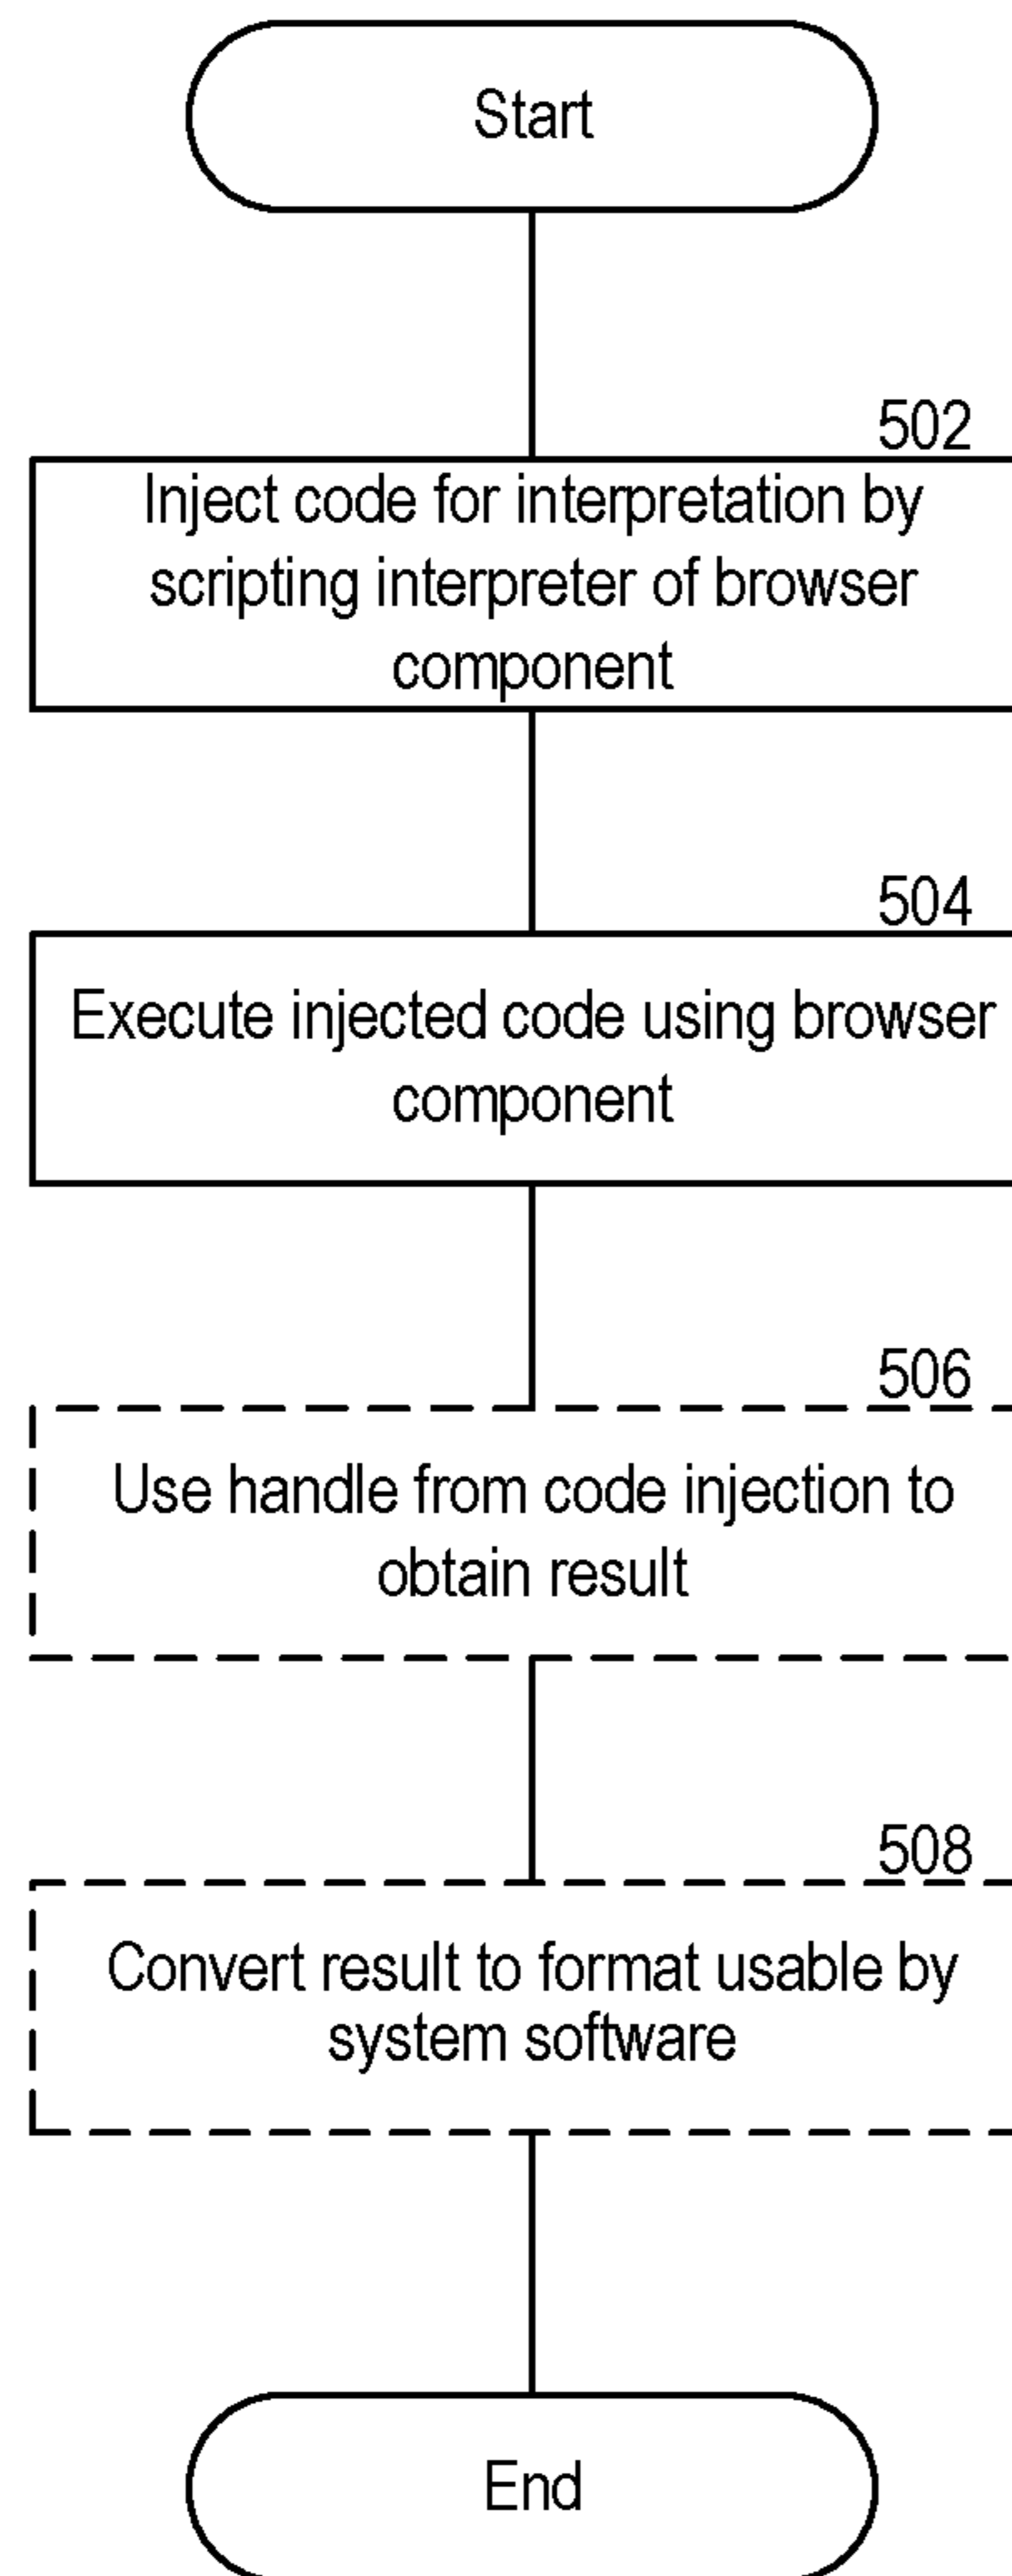 Start
502
Inject code for interpretation by
scripting interpreter of browser
component
504
Execute injected code using browser
component
506
Use handle from code injection to
obtain result
508
Convert result to format usable by
system software
End